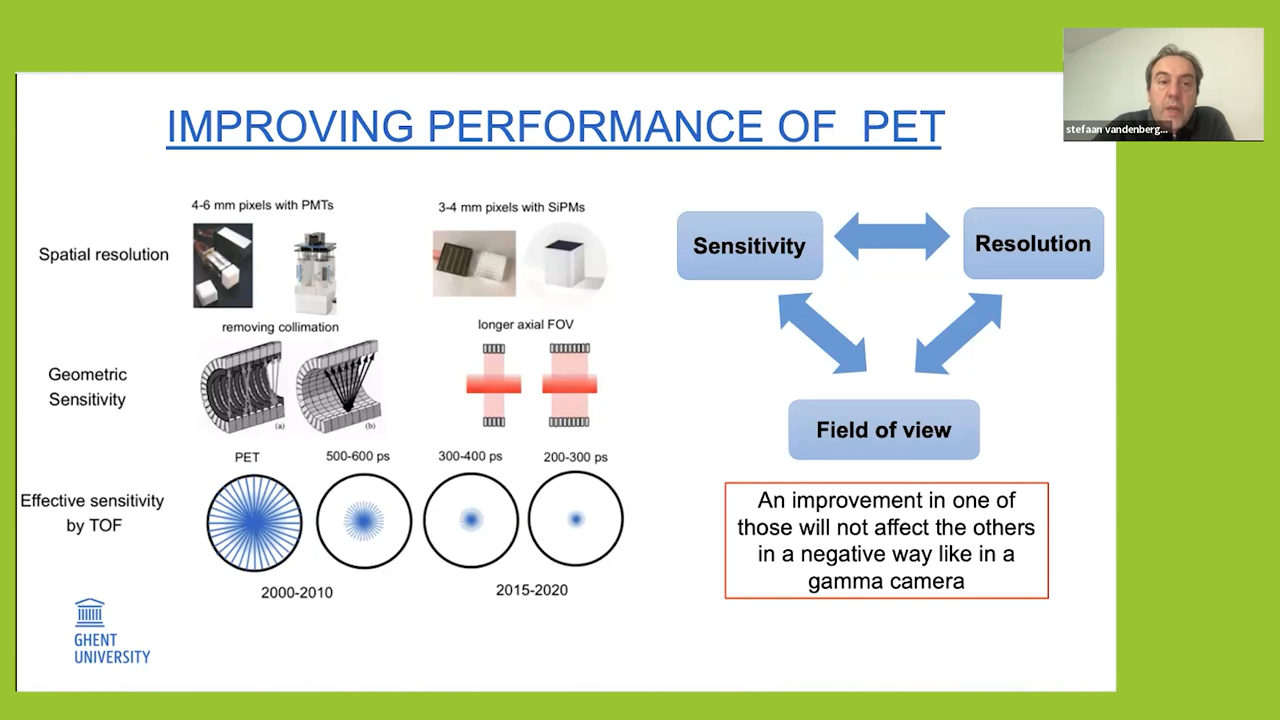 stefaan vandenberg...
IMPROVING PERFORMANCE OF PET
4-6 mm pixels with PMTs
3-4 mm pixels with SiPMs
Spatial resolution
removing collimation
longer axial FOV
Geometric
Sensitivity
(a)
(b)
PET
500-600 ps
300-400 ps
200-300 ps
Effective sensitivity
by TOF
2000-2010
2015-2020
Sensitivity
Resolution
Field of view
An improvement in one of
those will not affect the others
in a negative way like in a
gamma camera
GHENT
UNIVERSITY